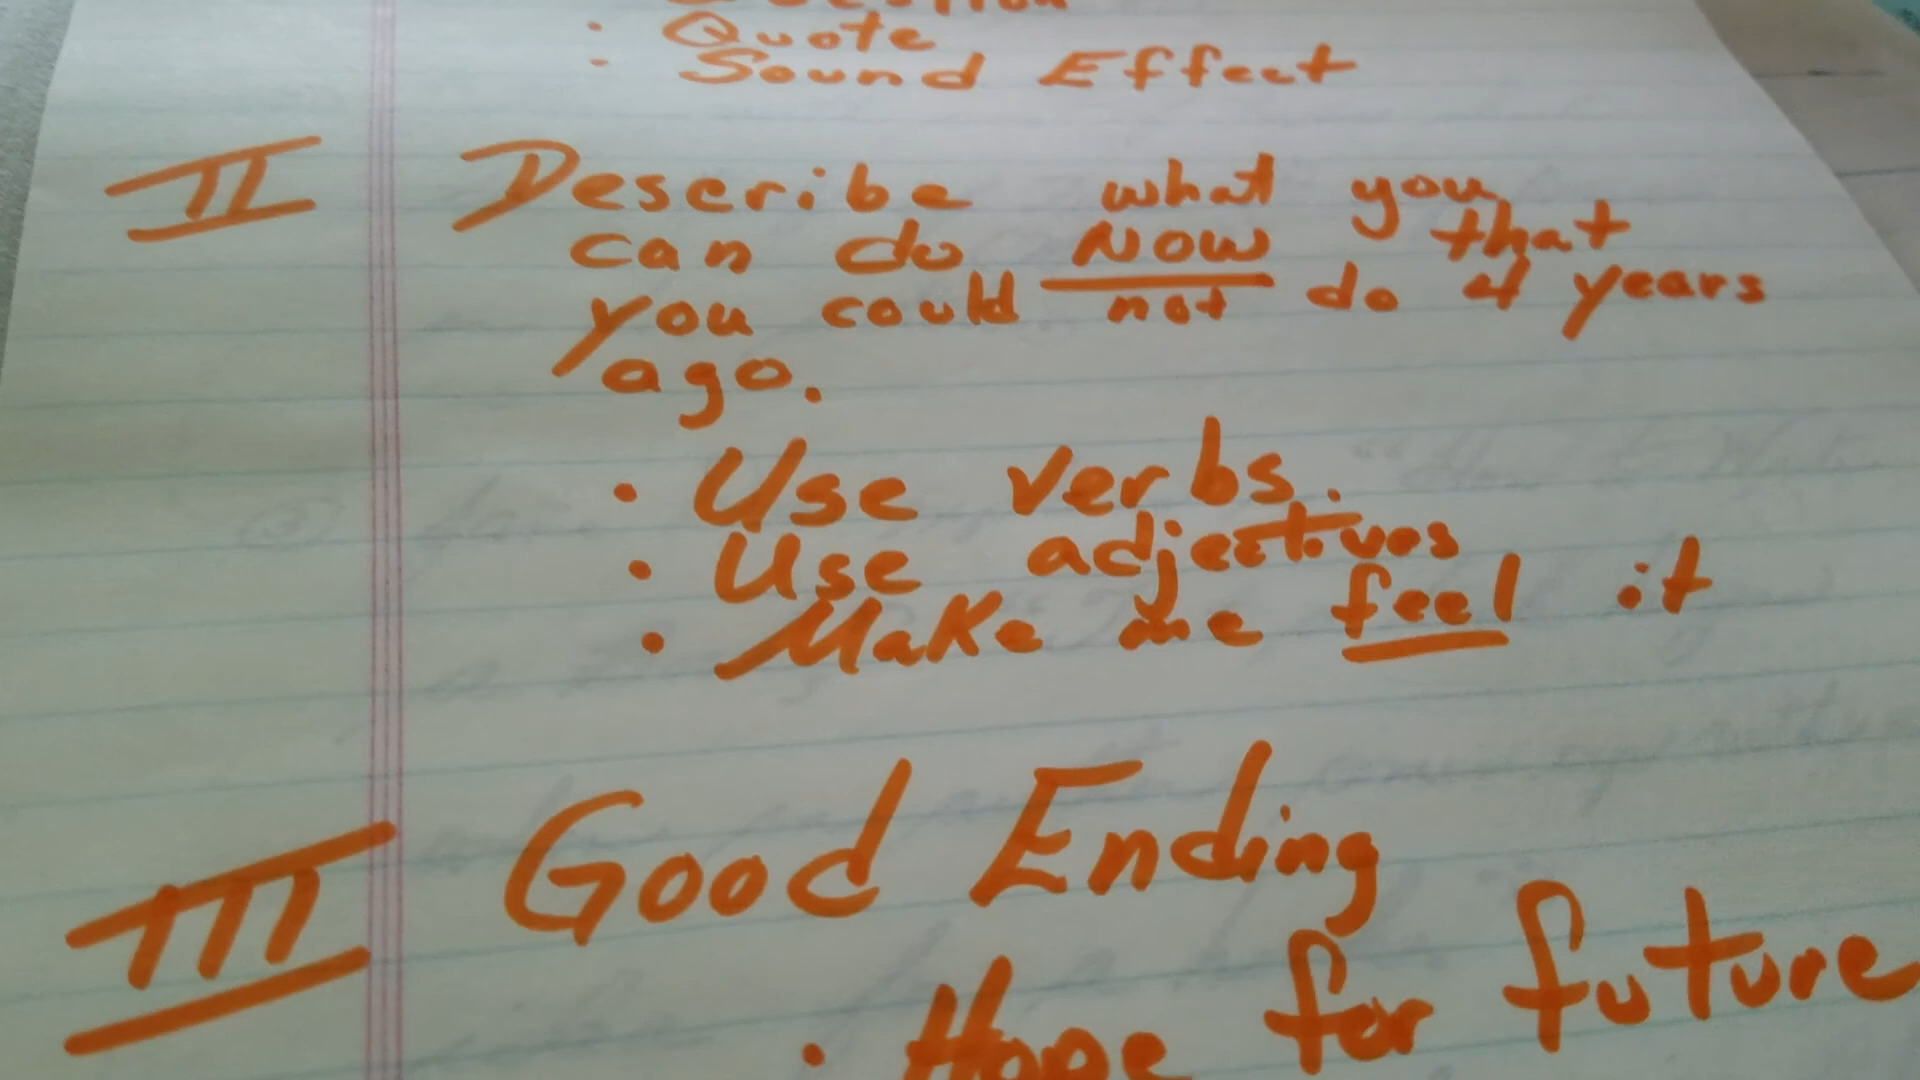 · Quote
· Sound Effect
II Describe what you
can do NOW that
you could not do 4 years
ago.
· Use verbs.
· Use adjectives
· Make me feel it
III Good Ending
· Hope for future